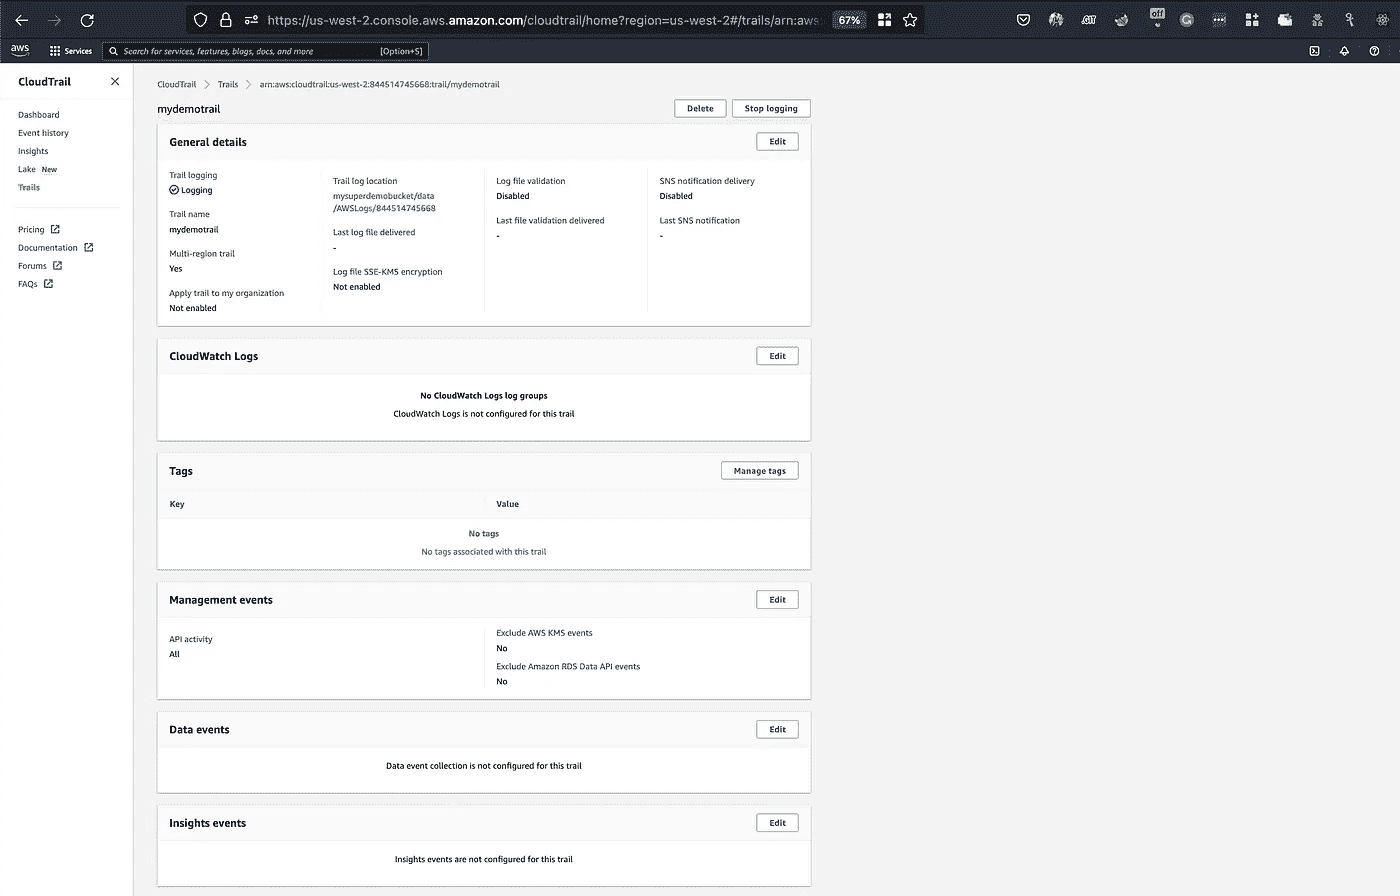 https://us-west-2.console.aws.amazon.com/cloudtrail/home?region=us-west-2#/trails/arn:aws:
67%
off
aws
Services
Search for services, features, blogs, docs, and more
[Option+S]
CloudTrail
Dashboard
Event history
Insights
Lake New
Trails
Pricing
Documentation
Forums
FAQs
CloudTrail
Trails
arn:aws:cloudtrail:us-west-2:844514745668:trail/mydemotrail
mydemotrail
Delete
Stop logging
General details
Edit
Trail logging
Logging
Trail name
mydemotrail
Multi-region trail
Yes
Apply trail to my organization
Not enabled
Trail log location
mysuperdemobucket/data
/AWSLogs/844514745668
Last log file delivered
-
Log file SSE-KMS encryption
Not enabled
Log file validation
Disabled
Last file validation delivered
-
SNS notification delivery
Disabled
Last SNS notification
-
CloudWatch Logs
Edit
No CloudWatch Logs log groups
CloudWatch Logs is not configured for this trail
Tags
Manage tags
Key
Value
No tags
No tags associated with this trail
Management events
Edit
API activity
All
Exclude AWS KMS events
No
Exclude Amazon RDS Data API events
No
Data events
Edit
Data event collection is not configured for this trail
Insights events
Edit
Insights events are not configured for this trail